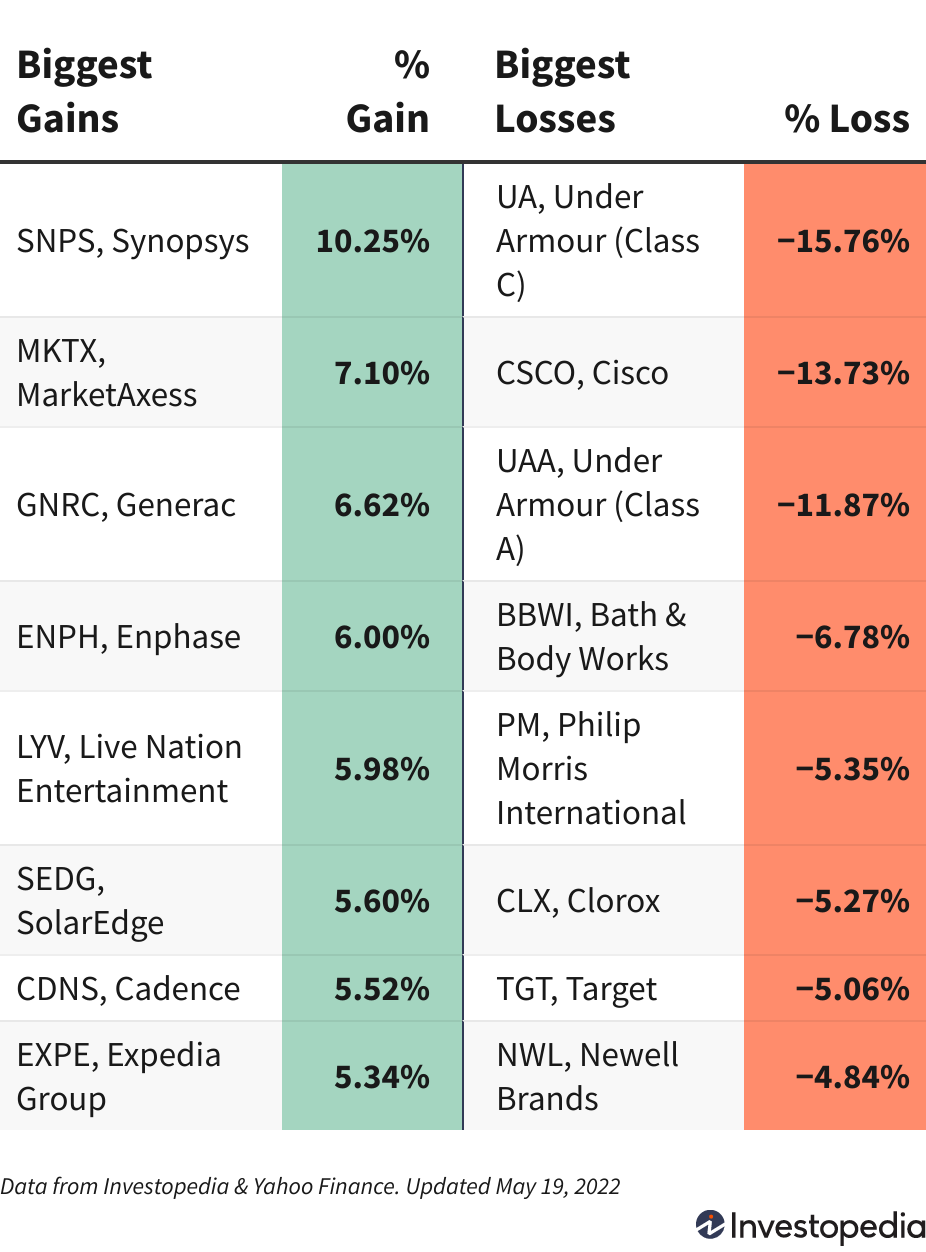 Biggest Gains % Gain Biggest Losses % Loss
SNPS, Synopsys 10.25% UA, Under Armour (Class C) −15.76%
MKTX, MarketAxess 7.10% CSCO, Cisco −13.73%
GNRC, Generac 6.62% UAA, Under Armour (Class A) −11.87%
ENPH, Enphase 6.00% BBWI, Bath & Body Works −6.78%
LYV, Live Nation Entertainment 5.98% PM, Philip Morris International −5.35%
SEDG, SolarEdge 5.60% CLX, Clorox −5.27%
CDNS, Cadence 5.52% TGT, Target −5.06%
EXPE, Expedia Group 5.34% NWL, Newell Brands −4.84%
Data from Investopedia & Yahoo Finance. Updated May 19, 2022
Investopedia